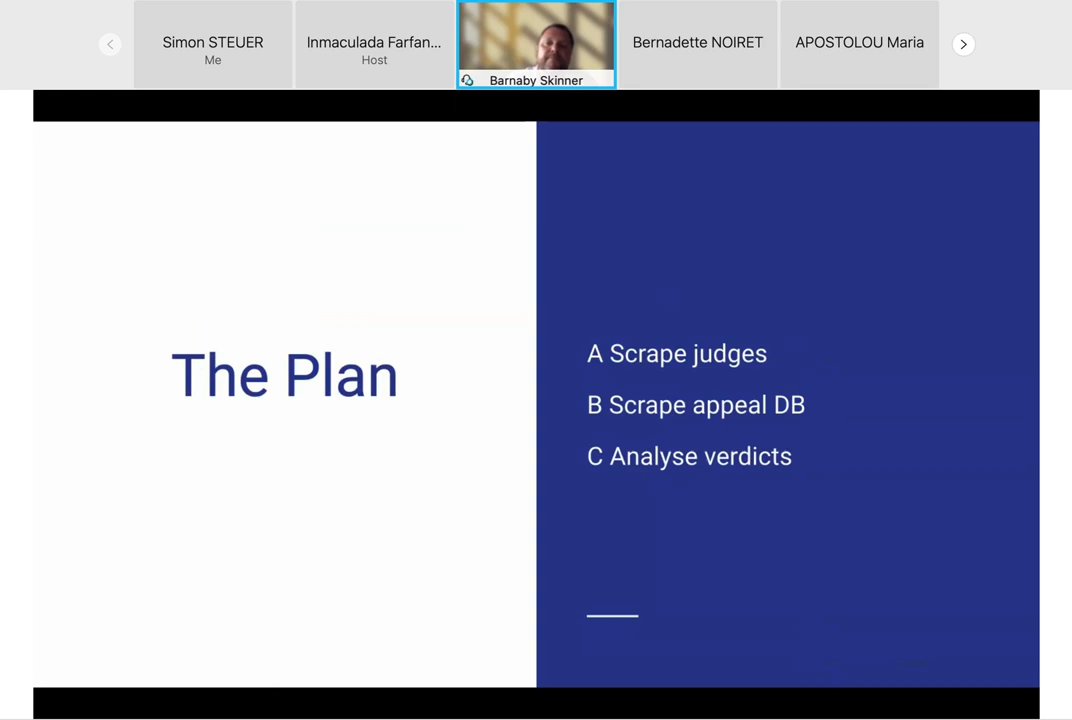 Simon STEUER
Me
Inmaculada Farfan...
Host
Barnaby Skinner
Bernadette NOIRET
APOSTOLOU Maria
The Plan
A Scrape judges
B Scrape appeal DB
C Analyse verdicts